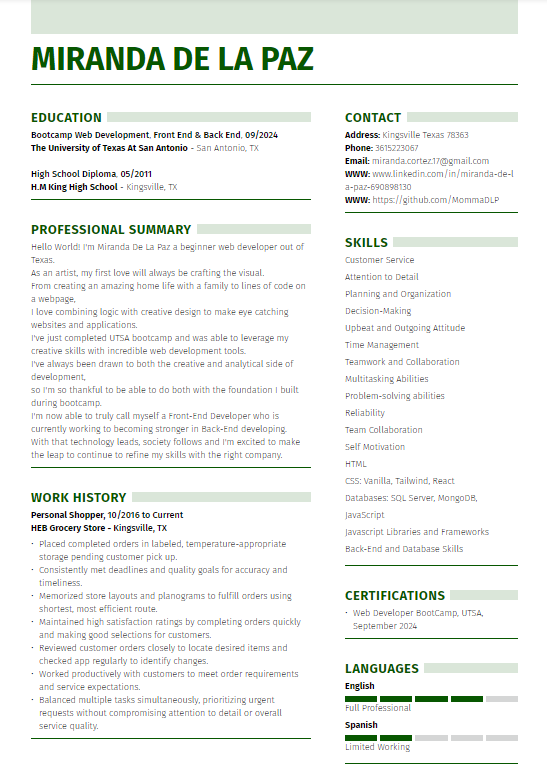 MIRANDA DE LA PAZ
EDUCATION
Bootcamp Web Development, Front End & Back End, 09/2024
The University of Texas At San Antonio - San Antonio, TX
High School Diploma, 05/2011
H.M King High School - Kingsville, TX
PROFESSIONAL SUMMARY
Hello World! I'm Miranda De La Paz a beginner web developer out of
Texas.
As an artist, my first love will always be crafting the visual.
From creating an amazing home life with a family to lines of code on
a webpage,
I love combining logic with creative design to make eye catching
websites and applications.
I've just completed UTSA bootcamp and was able to leverage my
creative skills with incredible web development tools.
I've always been drawn to both the creative and analytical side of
development,
so I'm so thankful to be able to do both with the foundation I built
during bootcamp.
I'm now able to truly call myself a Front-End Developer who is
currently working to becoming stronger in Back-End developing.
With that technology leads, society follows and I'm excited to make
the leap to continue to refine my skills with the right company.
WORK HISTORY
Personal Shopper, 10/2016 to Current
HEB Grocery Store - Kingsville, TX
· Placed completed orders in labeled, temperature-appropriate
storage pending customer pick up.
· Consistently met deadlines and quality goals for accuracy and
timeliness.
· Memorized store layouts and planograms to fulfill orders using
shortest, most efficient route.
· Maintained high satisfaction ratings by completing orders quickly
and making good selections for customers.
· Reviewed customer orders closely to locate desired items and
checked app regularly to identify changes.
· Worked productively with customers to meet order requirements
and service expectations.
· Balanced multiple tasks simultaneously, prioritizing urgent
requests without compromising attention to detail or overall
service quality.
CONTACT
Address: Kingsville Texas 78363
Phone: 3615223067
Email: miranda.cortez.17@gmail.com
WWW: www.linkedin.com/in/miranda-de-l
a-paz-690898130
WWW: https://github.com/MommaDLP
SKILLS
Customer Service
Attention to Detail
Planning and Organization
Decision-Making
Upbeat and Outgoing Attitude
Time Management
Teamwork and Collaboration
Multitasking Abilities
Problem-solving abilities
Reliability
Team Collaboration
Self Motivation
HTML
CSS: Vanilla, Tailwind, React
Databases: SQL Server, MongoDB,
JavaScript
Javascript Libraries and Frameworks
Back-End and Database Skills
CERTIFICATIONS
· Web Developer BootCamp, UTSA,
September 2024
LANGUAGES
English
Full Professional
Spanish
Limited Working